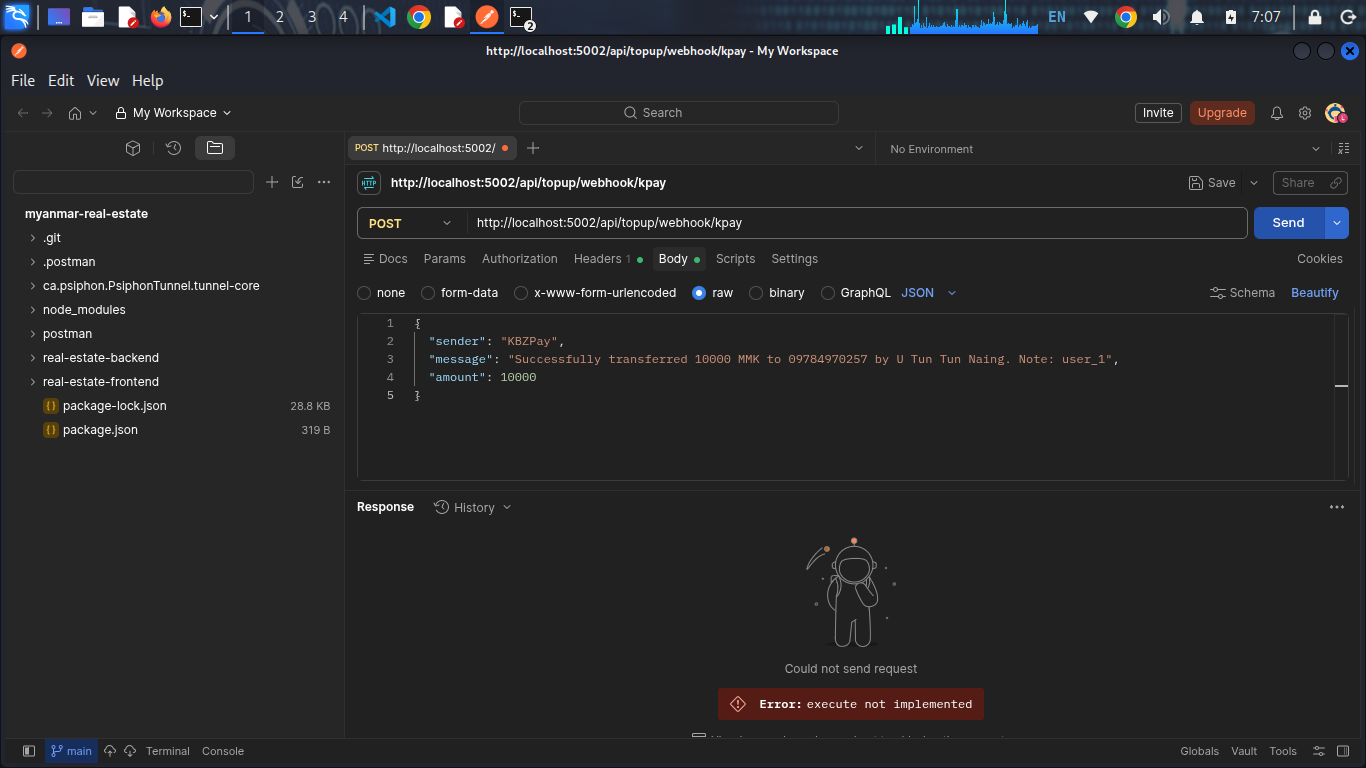 1
2
3
4
2
EN
7:07
http://localhost:5002/api/topup/webhook/kpay - My Workspace
File Edit View Help
My Workspace
Search
Invite
Upgrade
POST http://localhost:5002/
No Environment
HTTP http://localhost:5002/api/topup/webhook/kpay
Save
Share
myanmar-real-estate
.git
.postman
ca.psiphon.PsiphonTunnel.tunnel-core
node_modules
postman
real-estate-backend
real-estate-frontend
package-lock.json 28.8 KB
package.json 319 B
POST http://localhost:5002/api/topup/webhook/kpay
Send
Docs Params Authorization Headers 1 Body Scripts Settings Cookies
none form-data x-www-form-urlencoded raw binary GraphQL JSON Schema Beautify
1 {
2 "sender": "KBZPay",
3 "message": "Successfully transferred 10000 MMK to 09784970257 by U Tun Tun Naing. Note: user_1",
4 "amount": 10000
5 }
Response History
Could not send request
Error: execute not implemented
main Terminal Console
Globals Vault Tools